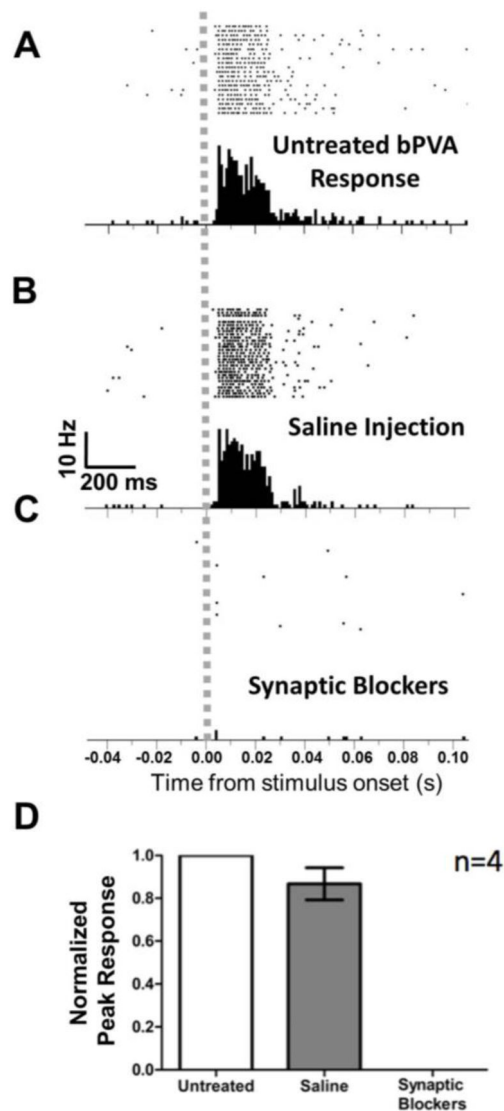 A
Untreated bPVA
Response
B
Saline Injection
10 Hz
200 ms
C
Synaptic Blockers
-0.04 -0.02 0 0.02 0.04 0.06 0.08 0.10
Time from stimulus onset (s)
D
n=4
Normalized
Peak Response
1.0
0.8
0.6
0.4
0.2
0.0
Untreated Saline Synaptic
Blockers